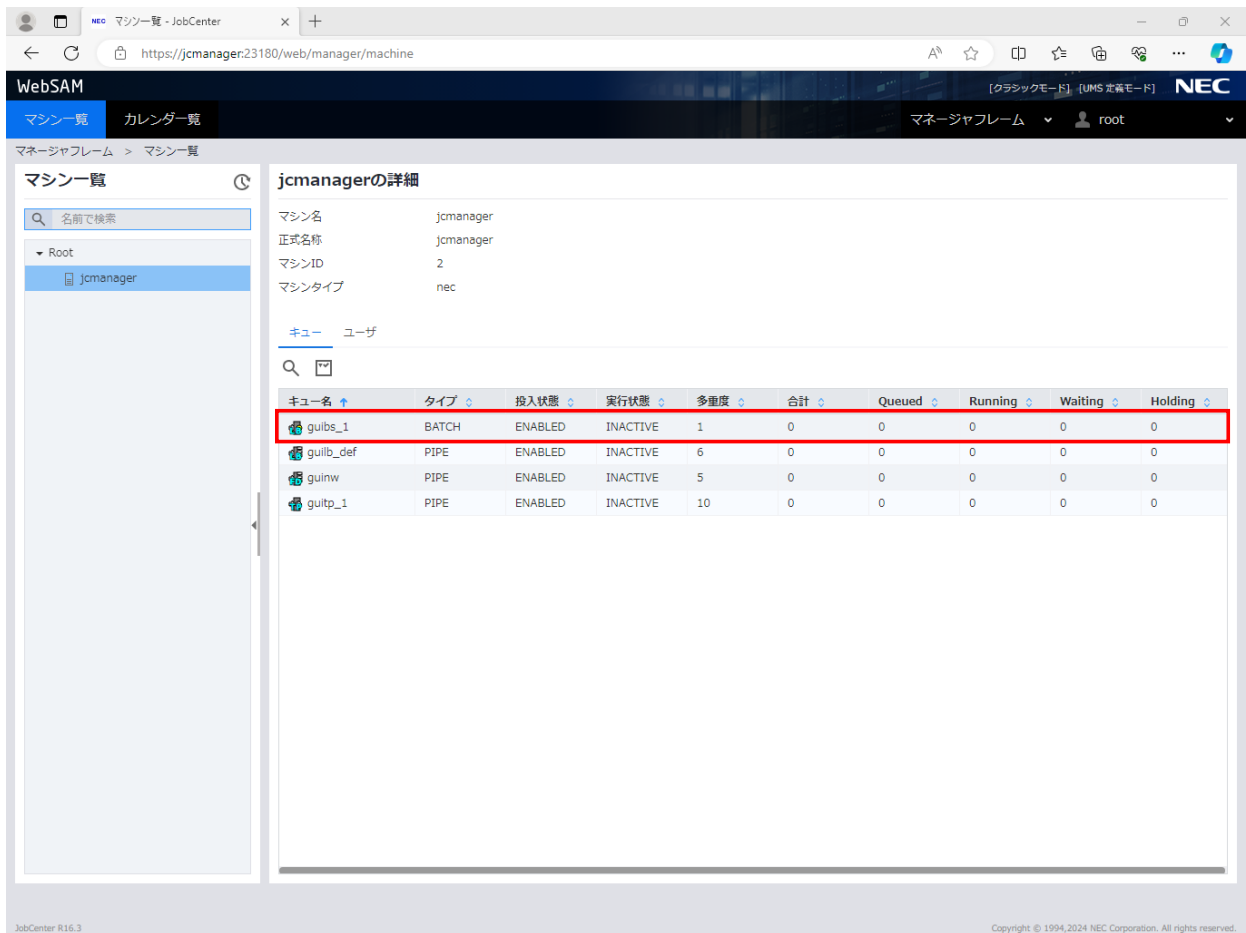 NEC マシン一覧 - JobCenter
https://jcmanager:23180/web/manager/machine
WebSAM
[クラシックモード] [UMS 定義モード] NEC
マシン一覧 カレンダー一覧 マネージャフレーム root
マネージャフレーム > マシン一覧
マシン一覧
名前で検索
Root
jcmanager
jcmanagerの詳細
マシン名 jcmanager
正式名称 jcmanager
マシンID 2
マシンタイプ nec
キュー ユーザ
キュー名 タイプ 投入状態 実行状態 多重度 合計 Queued Running Waiting Holding
guibs_1 BATCH ENABLED INACTIVE 1 0 0 0 0 0
guilb_def PIPE ENABLED INACTIVE 6 0 0 0 0 0
guinw PIPE ENABLED INACTIVE 5 0 0 0 0 0
guitp_1 PIPE ENABLED INACTIVE 10 0 0 0 0 0
JobCenter R16.3 Copyright © 1994,2024 NEC Corporation. All rights reserved.